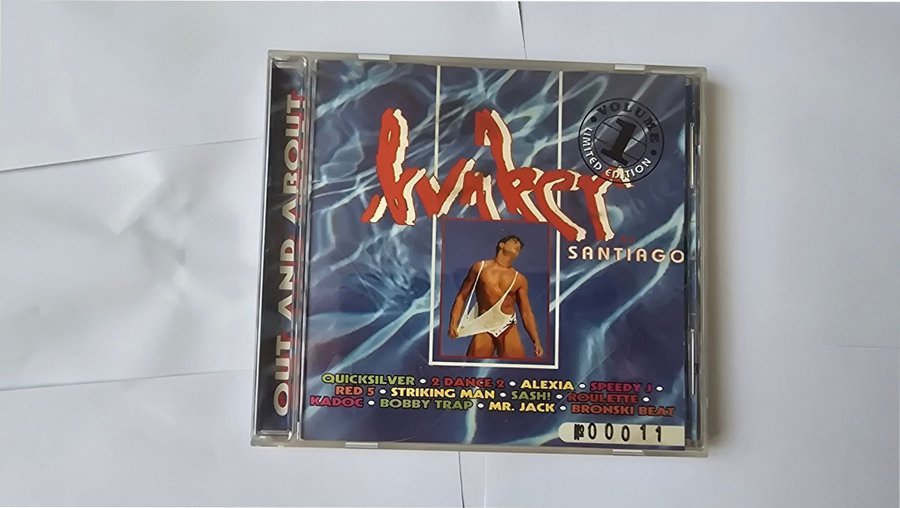 OUT AND ABOUT
bunker
SANTIAGO
VOLUME
1
LIMITED EDITION
QUICKSILVER • 2 DANCE 2 • ALEXIA • SPEEDY J •
RED 5 • STRIKING MAN • SASH! • ROULETTE •
KADOC • BOBBY TRAP • MR. JACK • BRONSKI BEAT
№00011